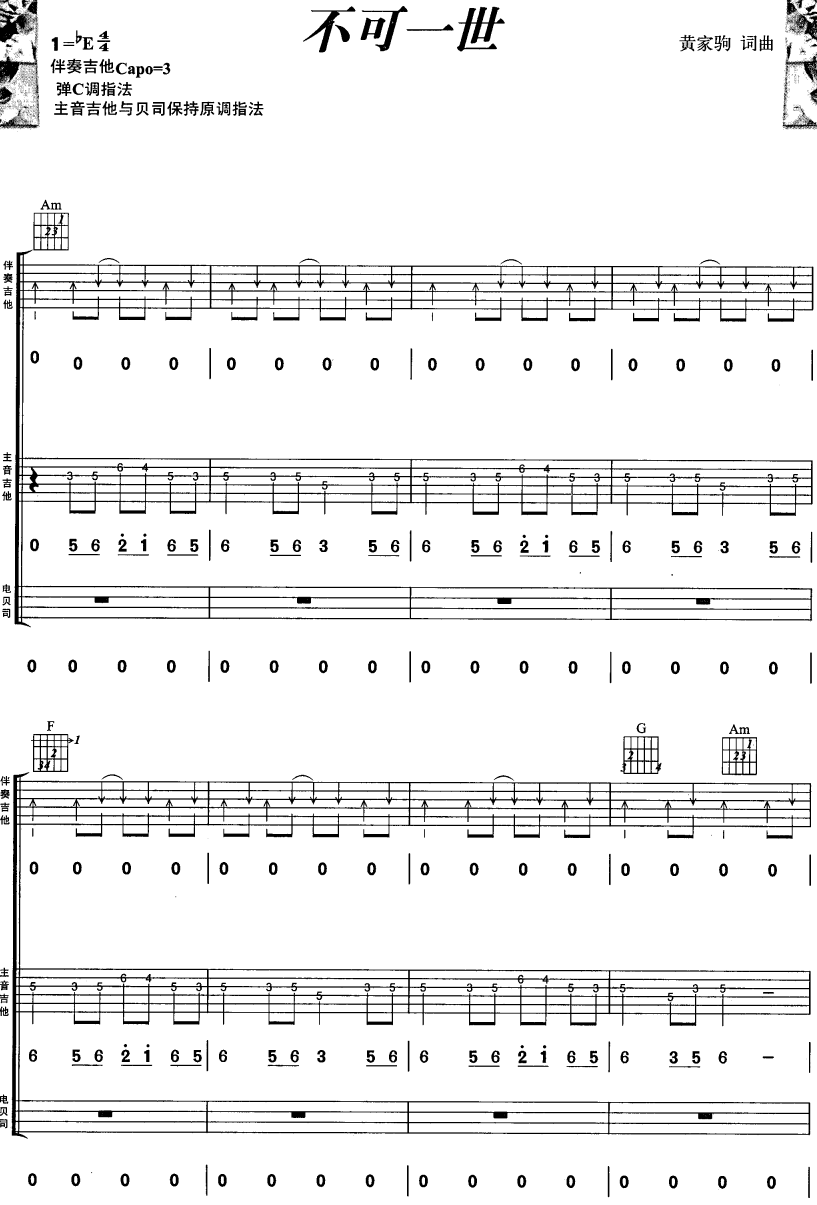 不可一世
1=♭E 4/4
黄家驹 词曲
伴奏吉他Capo=3
弹C调指法
主音吉他与贝司保持原调指法
Am
1
23
伴奏吉他
0 0 0 0 | 0 0 0 0 | 0 0 0 0 | 0 0 0 0 |
主音吉他
3 5 6 4 5 3 5 3 5 5 3 5 5 3 5 6 4 5 3 5 3 5 5 3 5
0 5 6 2̇ 1̇ 6 5 | 6 5 6 3 5 6 | 6 5 6 2̇ 1̇ 6 5 | 6 5 6 3 5 6
电贝司
0 0 0 0 | 0 0 0 0 | 0 0 0 0 | 0 0 0 0 |
F G Am
1 1
2 2 23
34 3 4
伴奏吉他
0 0 0 0 | 0 0 0 0 | 0 0 0 0 | 0 0 0 0 |
主音吉他
5 3 5 6 4 5 3 5 3 5 5 3 5 5 3 5 6 4 5 3 5 5 3 5 –
6 5 6 2̇ 1̇ 6 5 | 6 5 6 3 5 6 | 6 5 6 2̇ 1̇ 6 5 | 6 3 5 6 – |
电贝司
0 0 0 0 | 0 0 0 0 | 0 0 0 0 | 0 0 0 0 |